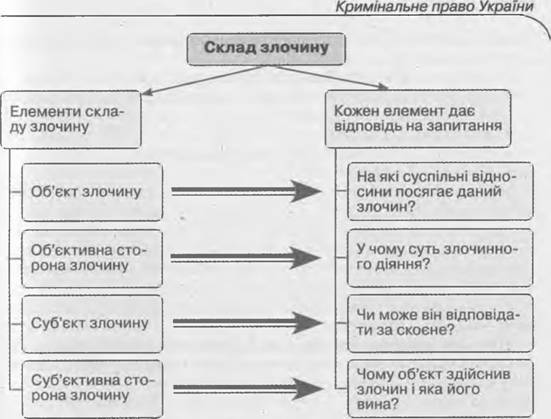 Кримінальне право України
Склад злочину
Елементи скла-
ду злочину
Кожен елемент дає
відповідь на запитання
Об'єкт злочину
На які суспільні відно-
сини посягає даний
злочин?
Об'єктивна сто-
рона злочину
У чому суть злочинно-
го діяння?
Суб'єкт злочину
Чи може він відповіда-
ти за скоєне?
Суб'єктивна сто-
рона злочину
Чому об'єкт здійснив
злочин і яка його
вина?